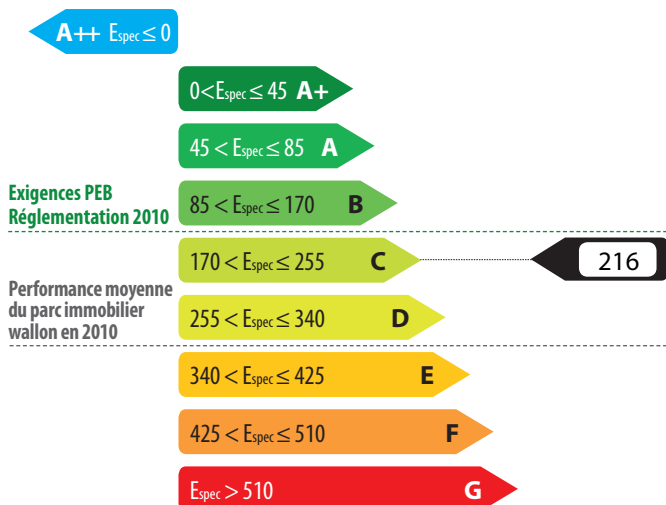 A++ Espec ≤ 0
0<Espec ≤ 45 A+
45 < Espec ≤ 85 A
Exigences PEB
Réglementation 2010
85 < Espec ≤ 170 B
170 < Espec ≤ 255 C
216
Performance moyenne
du parc immobilier
wallon en 2010
255 < Espec ≤ 340 D
340 < Espec ≤ 425 E
425 < Espec ≤ 510 F
Espec > 510 G